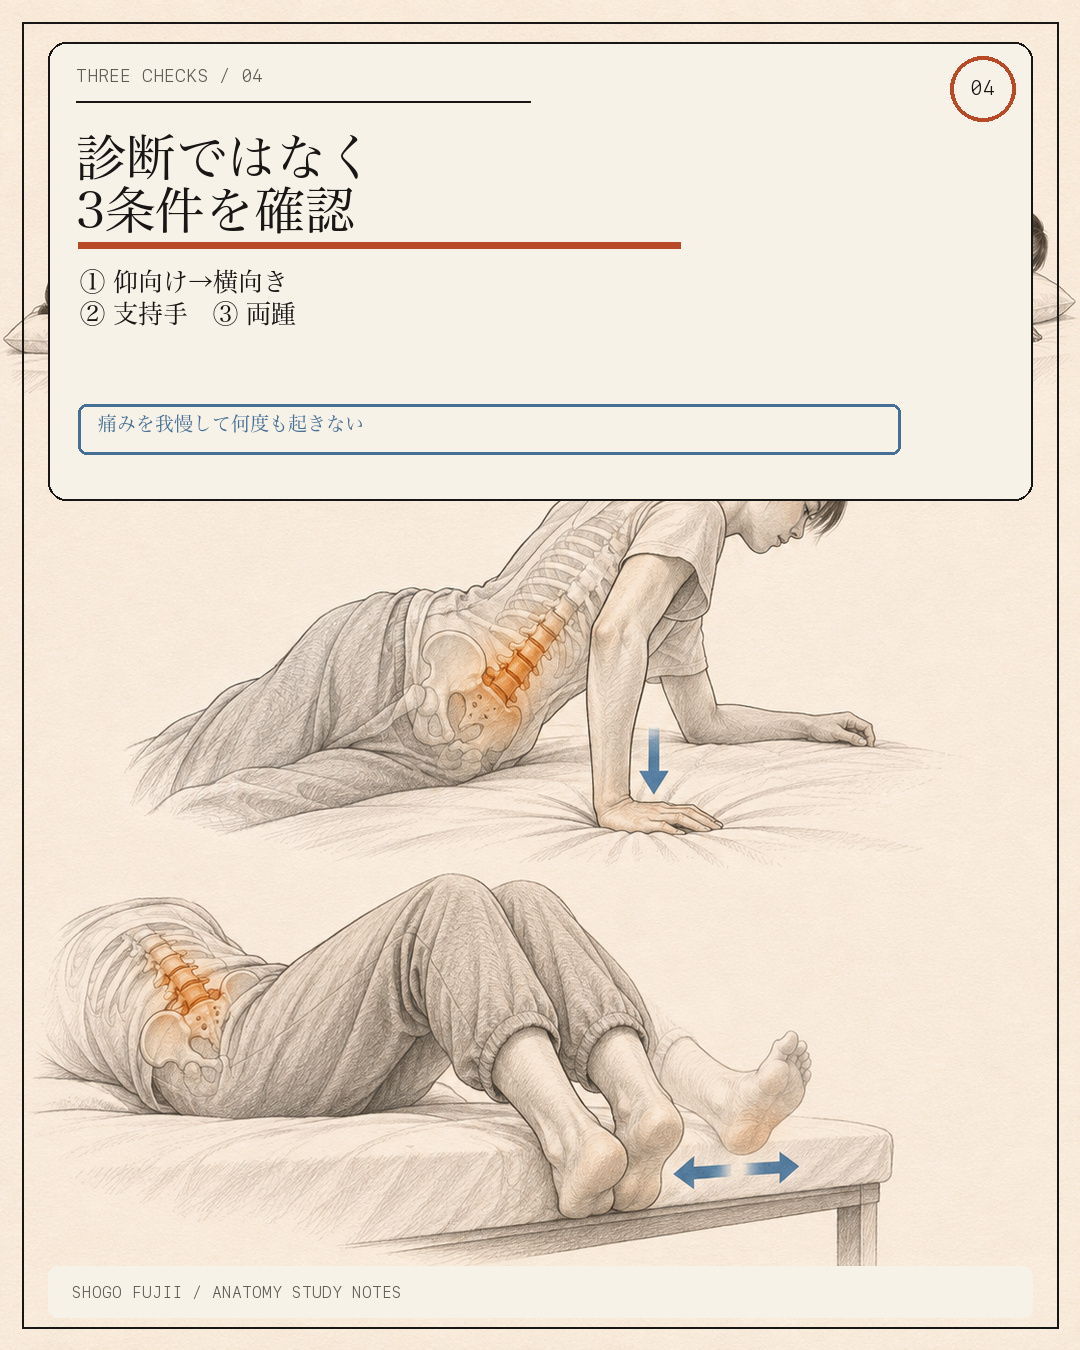 THREE CHECKS / 04
04
診断ではなく
3条件を確認
① 仰向け→横向き
② 支持手　③ 両踵
痛みを我慢して何度も起きない
SHOGO FUJII / ANATOMY STUDY NOTES